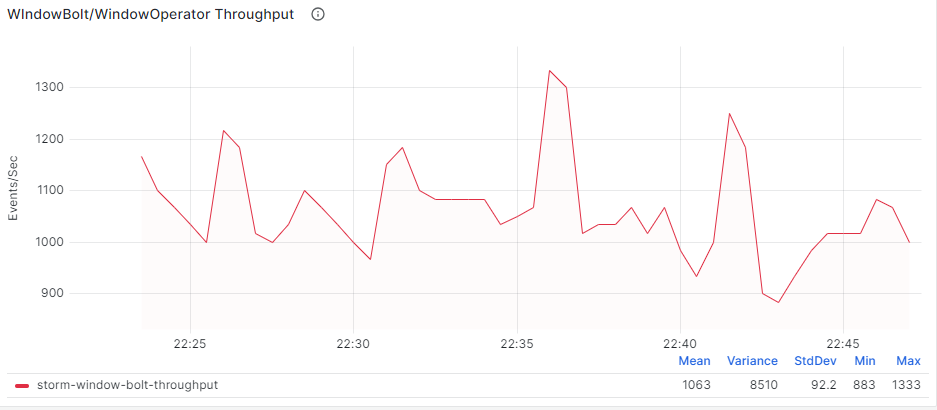 WIndowBolt/WindowOperator Throughput
Events/Sec
1300
1200
1100
1000
900
22:25 22:30 22:35 22:40 22:45
Mean Variance StdDev Min Max
storm-window-bolt-throughput 1063 8510 92.2 883 1333